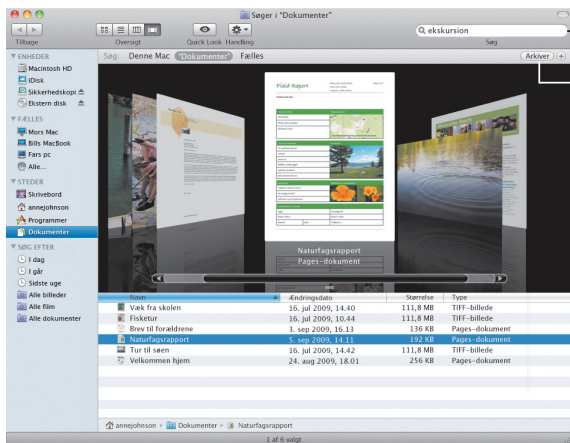 Søger i "Dokumenter"
Tilbage
Oversigt
Quick Look
Handling
ekskursion
Søg
Søg: Denne Mac "Dokumenter" Fælles
Arkiver
ENHEDER
Macintosh HD
iDisk
Sikkerhedskopi
Ekstern disk
FÆLLES
Mors Mac
Bills MacBook
Fars pc
Alle...
STEDER
Skrivebord
annejohnson
Programmer
Dokumenter
SØG EFTER
I dag
I går
Sidste uge
Alle billeder
Alle film
Alle dokumenter
Field Report
Naturfagsrapport
Pages-dokument
Navn Ændringsdato Størrelse Type
Væk fra skolen 16. jul 2009, 14.40 111,8 MB TIFF-billede
Fisketur 16. jul 2009, 10.44 111,8 MB TIFF-billede
Brev til forældrene 3. sep 2009, 16.13 136 KB Pages-dokument
Naturfagsrapport 5. sep 2009, 14.11 192 KB Pages-dokument
Tur til søen 16. jul 2009, 14.42 111,8 MB TIFF-billede
Velkommen hjem 24. aug 2009, 18.01 256 KB Pages-dokument
annejohnson Dokumenter Naturfagsrapport
1 af 6 valgt